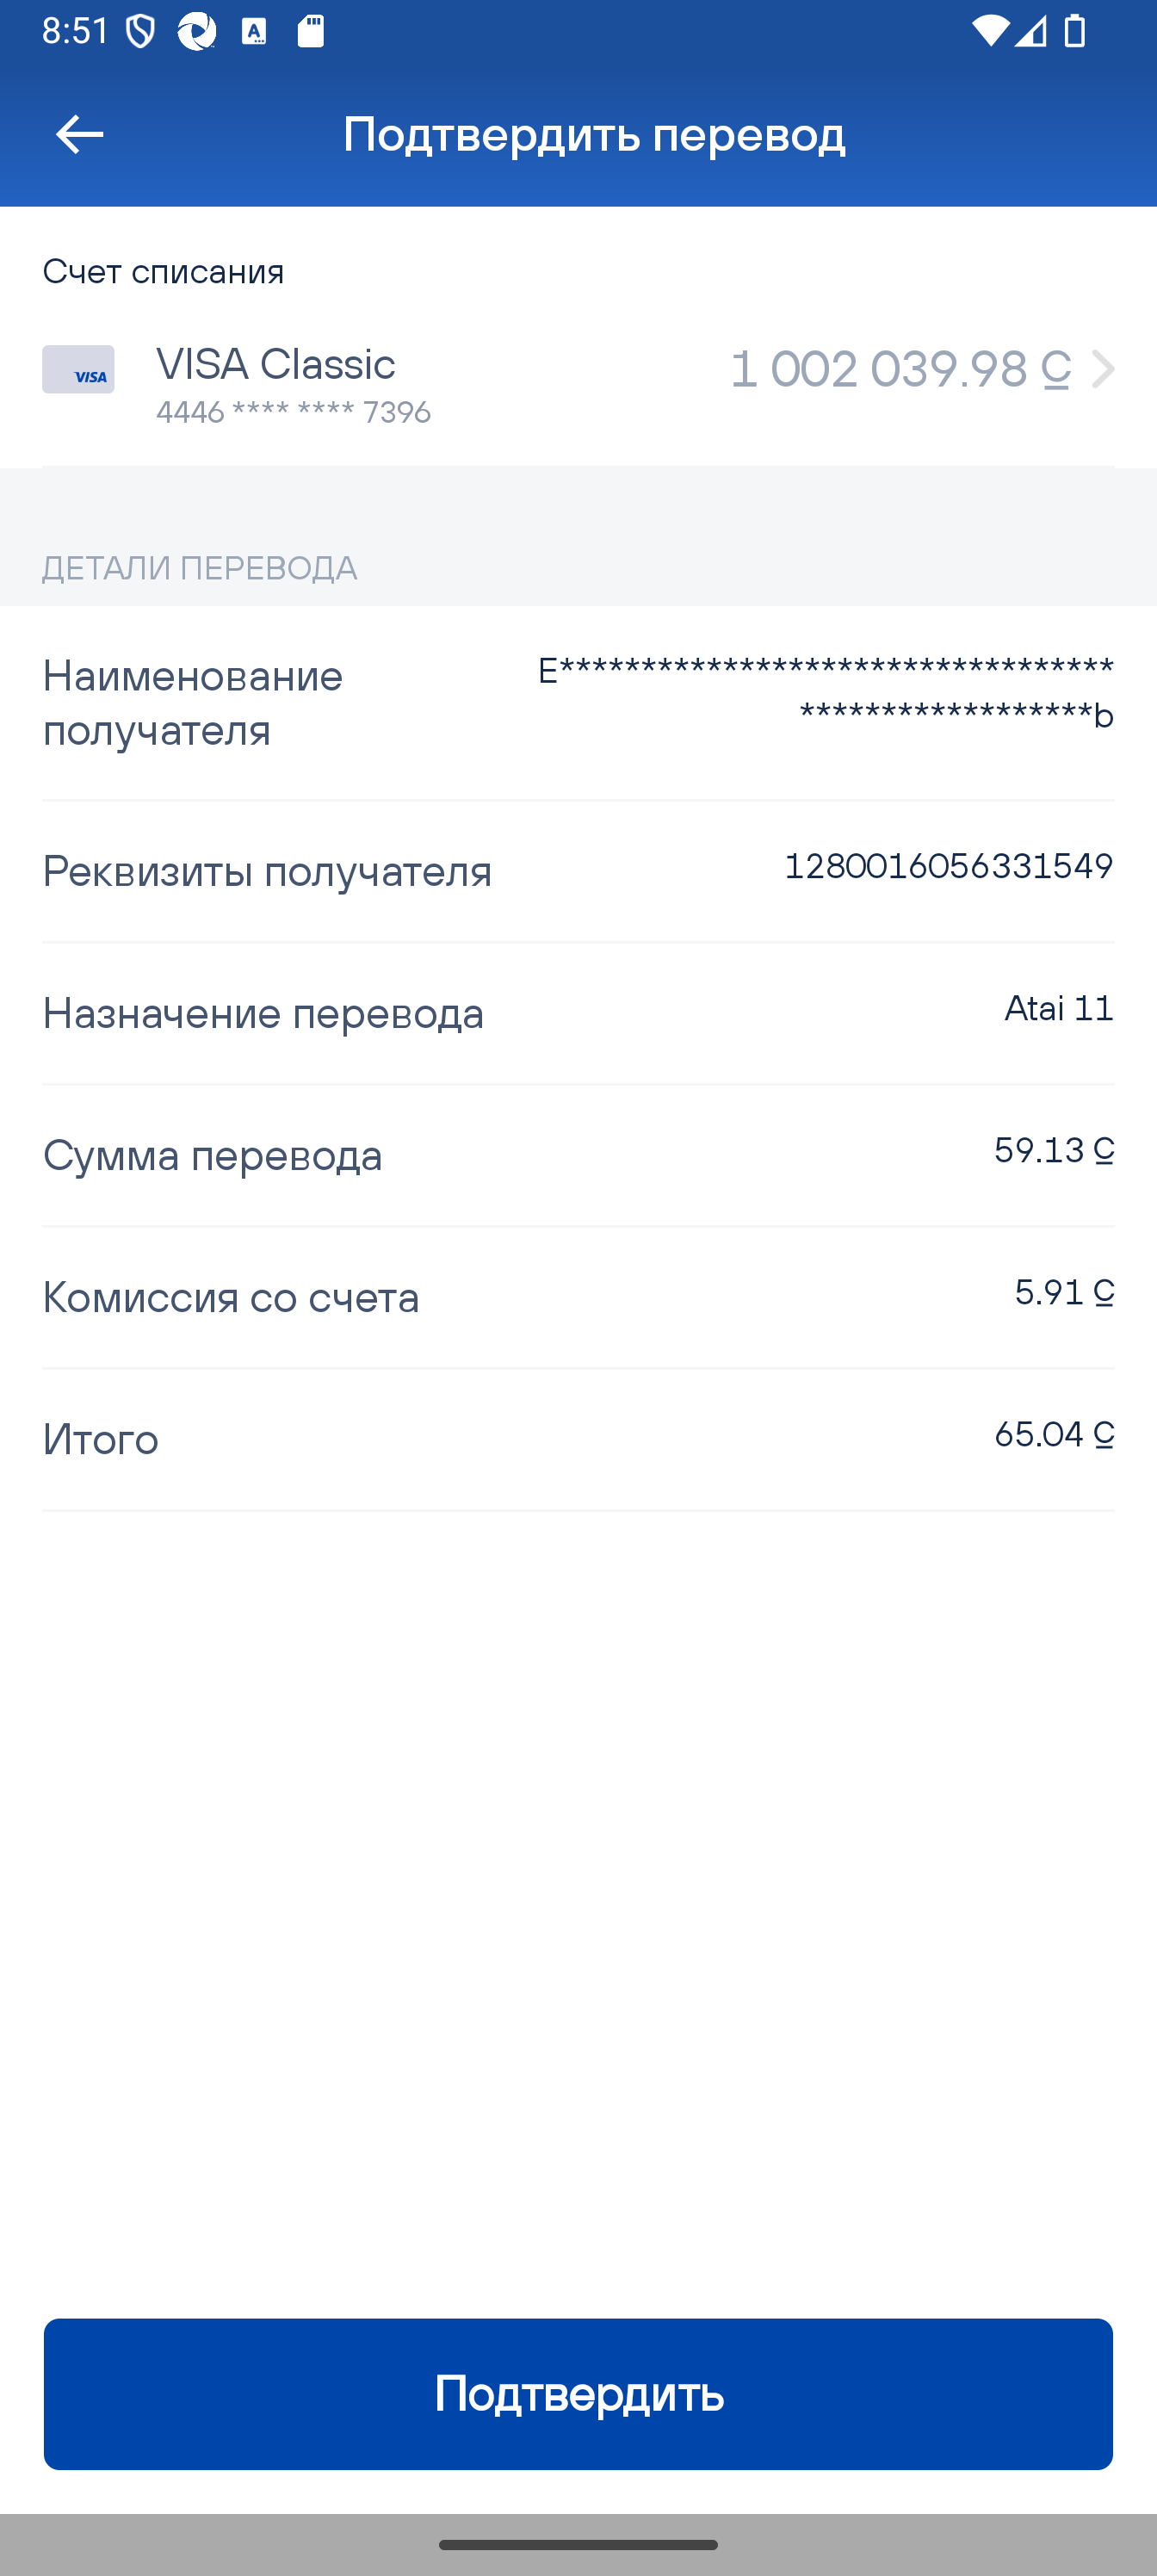 8:51
Подтвердить перевод
Счет списания
VISA
VISA Classic
1 002 039.98 С
4446 **** **** 7396
ДЕТАЛИ ПЕРЕВОДА
Наименование
получателя
E**********************************
******************b
Реквизиты получателя
1280016056331549
Назначение перевода
Atai 11
Сумма перевода
59.13 С
Комиссия со счета
5.91 С
Итого
65.04 С
Подтвердить